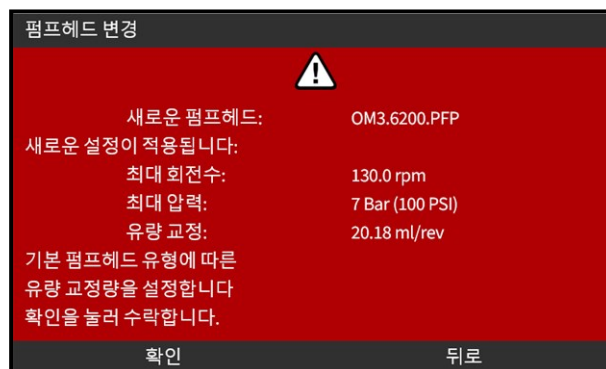 펌프헤드 변경
새로운 펌프헤드: OM3.6200.PFP
새로운 설정이 적용됩니다:
최대 회전수: 130.0 rpm
최대 압력: 7 Bar (100 PSI)
유량 교정: 20.18 ml/rev
기본 펌프헤드 유형에 따른
유량 교정량을 설정합니다
확인을 눌러 수락합니다.
확인 뒤로